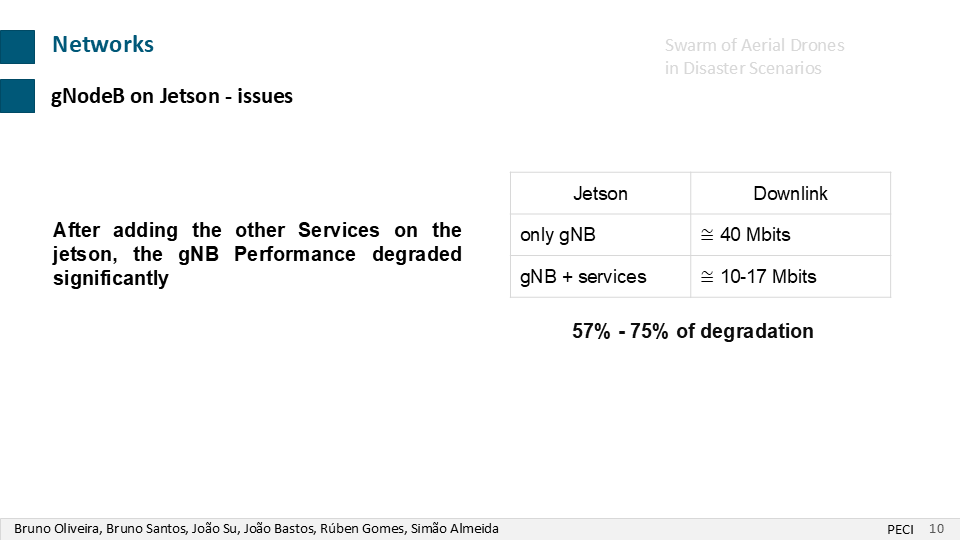 Networks
Swarm of Aerial Drones
in Disaster Scenarios
gNodeB on Jetson - issues
After adding the other Services on the
jetson, the gNB Performance degraded
significantly
Jetson Downlink
only gNB ≅ 40 Mbits
gNB + services ≅ 10-17 Mbits
57% - 75% of degradation
Bruno Oliveira, Bruno Santos, João Su, João Bastos, Rúben Gomes, Simão Almeida PECI 10